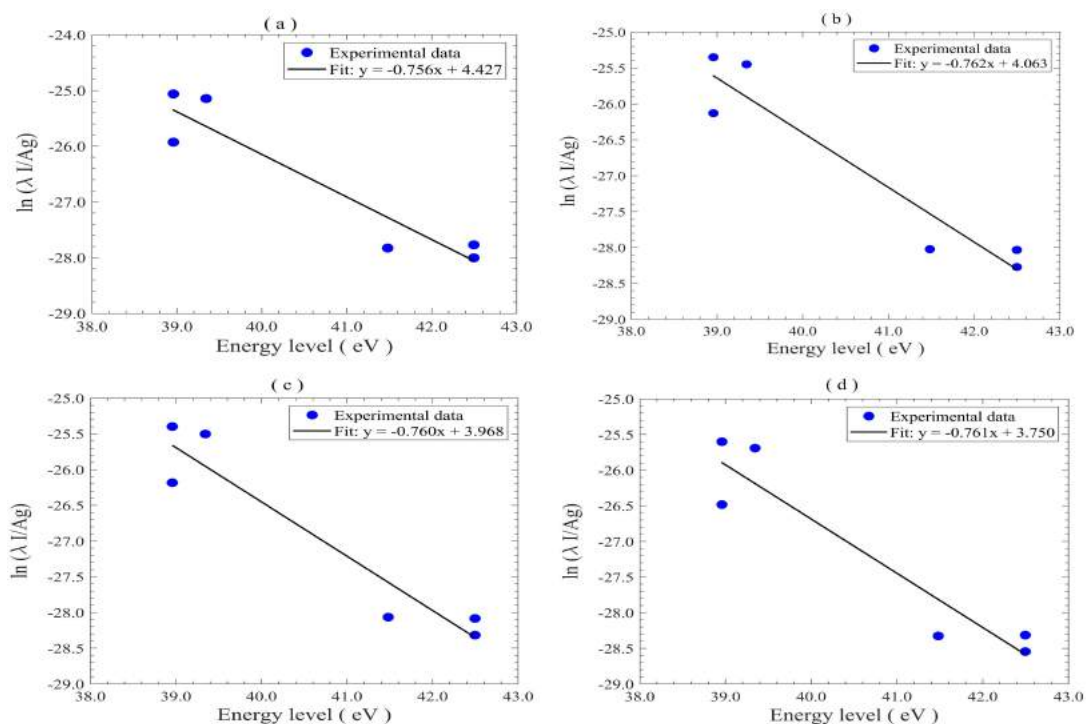 ( a )
-24.0
-25.0
-26.0
-27.0
-28.0
-29.0
ln (λ I/Ag)
Experimental data
Fit: y = -0.756x + 4.427
38.0 39.0 40.0 41.0 42.0 43.0
Energy level ( eV )
( b )
-25.0
-25.5
-26.0
-26.5
-27.0
-27.5
-28.0
-28.5
-29.0
ln (λ I/Ag)
Experimental data
Fit: y = -0.762x + 4.063
38.0 39.0 40.0 41.0 42.0 43.0
Energy level ( eV )
( c )
-25.0
-25.5
-26.0
-26.5
-27.0
-27.5
-28.0
-28.5
-29.0
ln (λ I/Ag)
Experimental data
Fit: y = -0.760x + 3.968
38.0 39.0 40.0 41.0 42.0 43.0
Energy level ( eV )
( d )
-25.0
-25.5
-26.0
-26.5
-27.0
-27.5
-28.0
-28.5
-29.0
ln (λ I/Ag)
Experimental data
Fit: y = -0.761x + 3.750
38.0 39.0 40.0 41.0 42.0 43.0
Energy level ( eV )